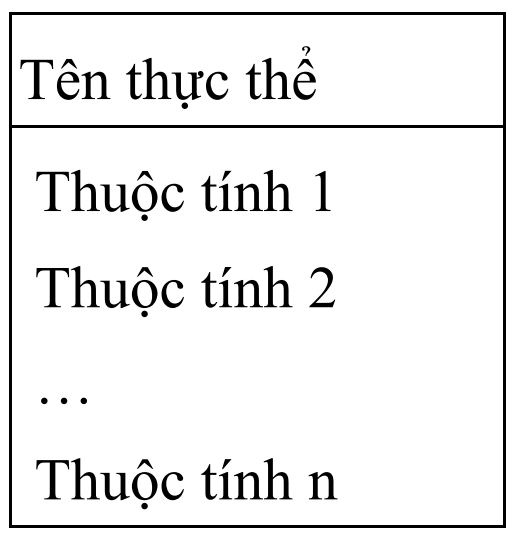 Tên thực thể
Thuộc tính 1
Thuộc tính 2
…
Thuộc tính n